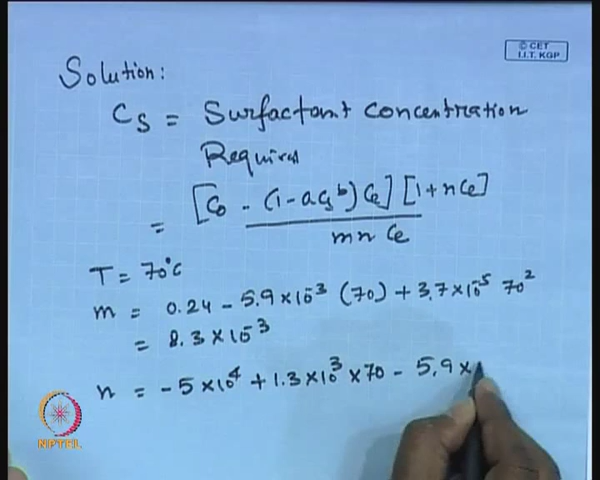 © CET
I.I.T. KGP
Solution:
Cs = Surfactant Concentration
Required
= [C0 - (1 - aCs^b) Ce] [1 + nCe] / mn Ce
T = 70°C
m = 0.24 - 5.9 × 10^-3 (70) + 3.7 × 10^-5 70^2
= 8.3 × 10^-3
n = -5 × 10^4 + 1.3 × 10^3 × 70 - 5.9 ×
NPTEL